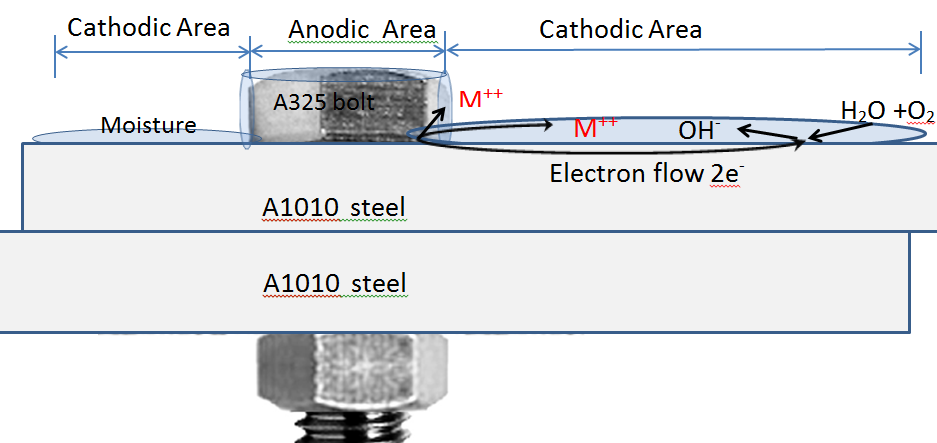 Cathodic Area
Anodic Area
Cathodic Area
A325 bolt
M⁺⁺
Moisture
M⁺⁺
OH⁻
H₂O +O₂
Electron flow 2e⁻
A1010 steel
A1010 steel